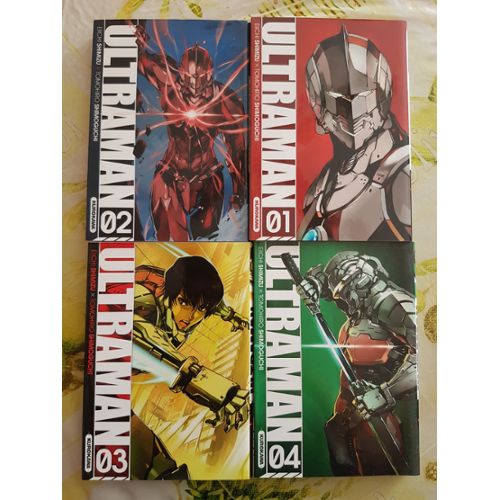 EIICHI SHIMIZU × TOMOHIRO SHIMOGUCHI
ULTRAMAN
02
KUROKAWA
EIICHI SHIMIZU × TOMOHIRO SHIMOGUCHI
ULTRAMAN
01
KUROKAWA
EIICHI SHIMIZU × TOMOHIRO SHIMOGUCHI
ULTRAMAN
03
KUROKAWA
EIICHI SHIMIZU × TOMOHIRO SHIMOGUCHI
ULTRAMAN
04
KUROKAWA